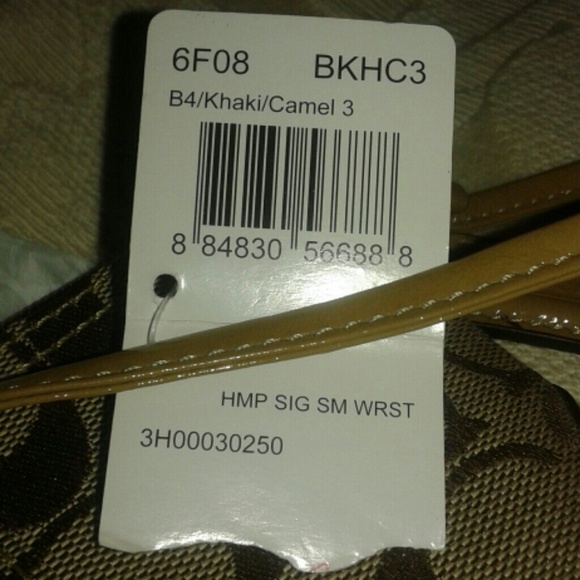 6F08 BKHC3
B4/Khaki/Camel 3
8 84830 56688 8
HMP SIG SM WRST
3H00030250